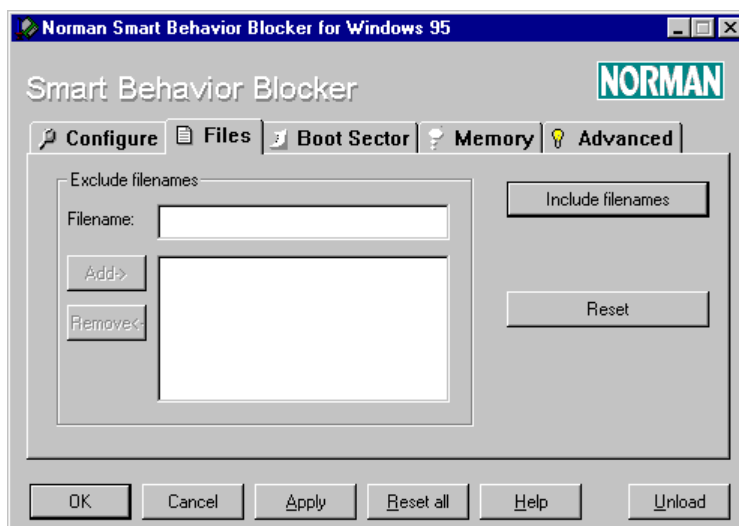 Norman Smart Behavior Blocker for Windows 95
Smart Behavior Blocker
NORMAN
Configure Files Boot Sector Memory Advanced
Exclude filenames
Include filenames
Filename:
Add->
Reset
Remove<-
OK Cancel Apply Reset all Help Unload